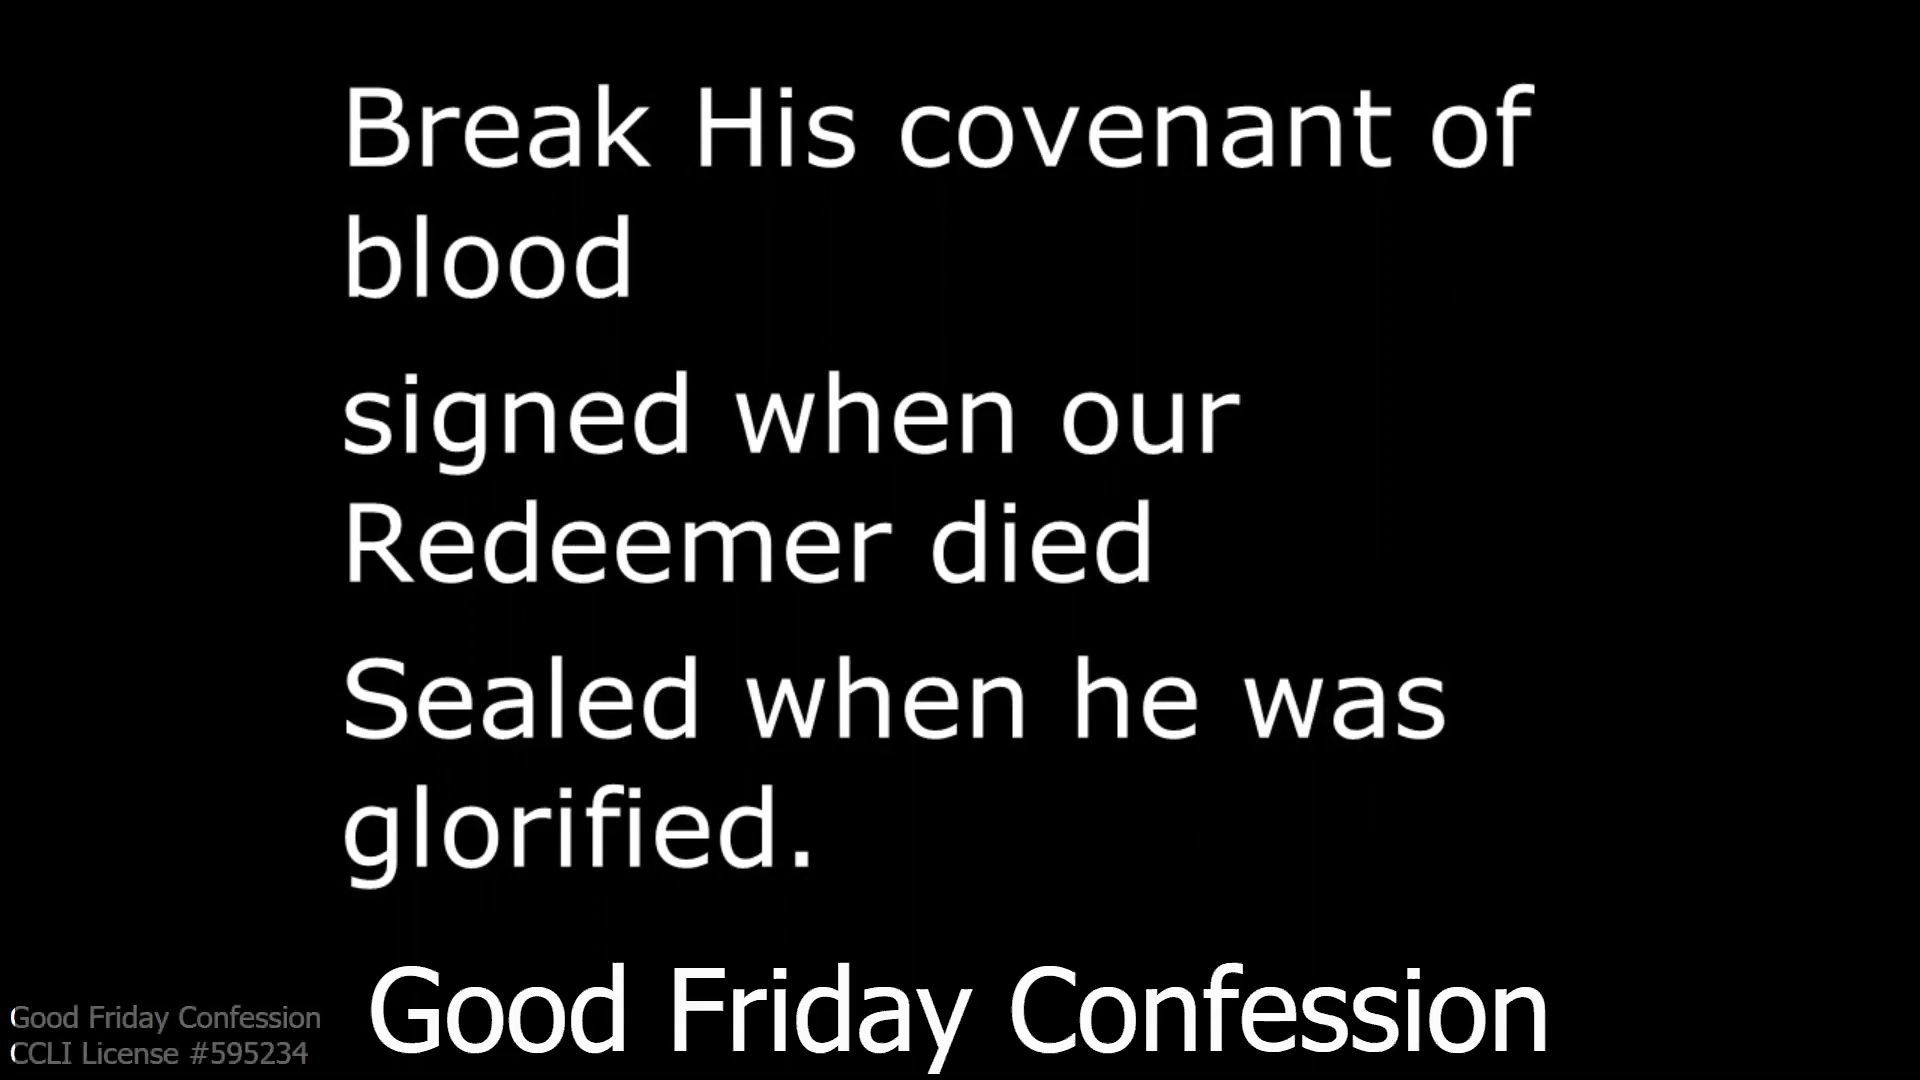 Break His covenant of
blood
signed when our
Redeemer died
Sealed when he was
glorified.
Good Friday Confession
Good Friday Confession
CCLI License #595234